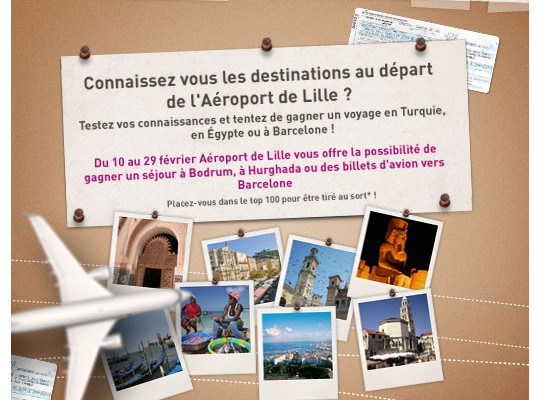 Connaissez vous les destinations au départ
de l'Aéroport de Lille ?
Testez vos connaissances et tentez de gagner un voyage en Turquie,
en Égypte ou à Barcelone !
Du 10 au 29 février Aéroport de Lille vous offre la possibilité de
gagner un séjour à Bodrum, à Hurghada ou des billets d'avion vers
Barcelone
Placez-vous dans le top 100 pour être tiré au sort* !